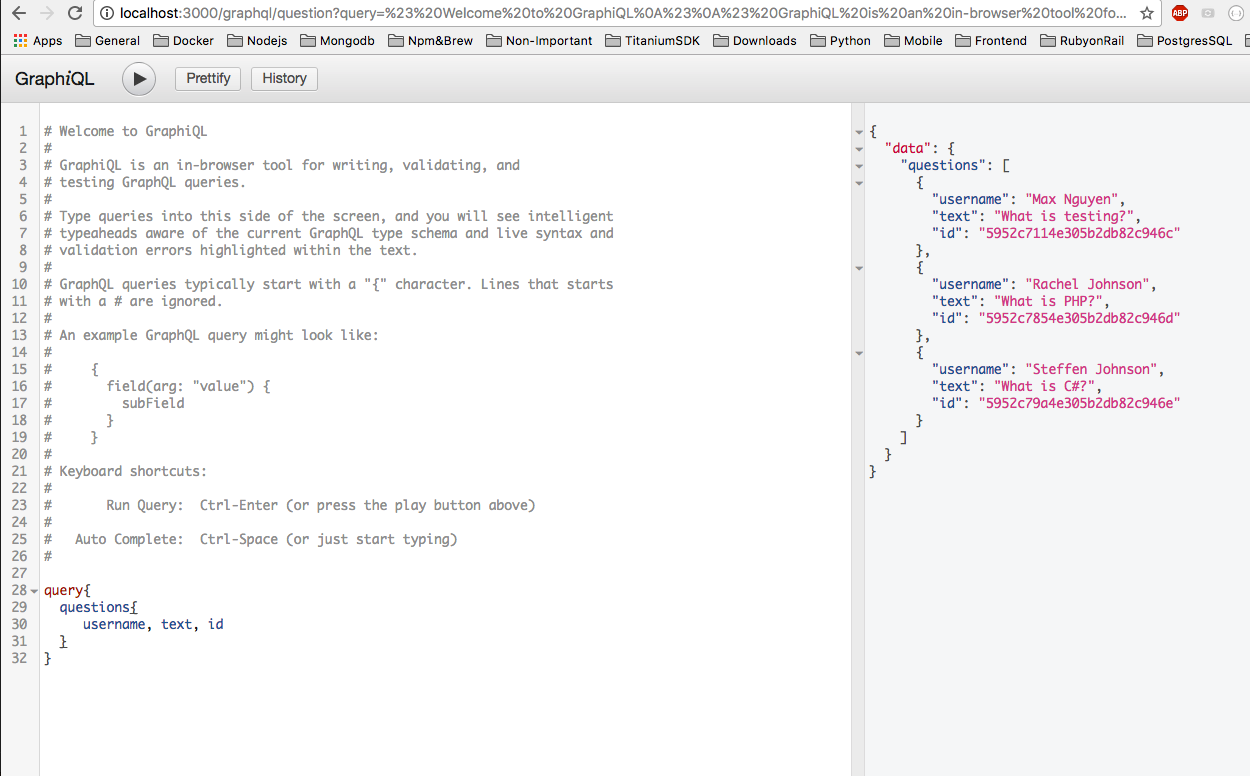 localhost:3000/graphql/question?query=%23%20Welcome%20to%20GraphiQL%0A%23%0A%23%20GraphiQL%20is%20an%20in-browser%20tool%20fo...
ABP
Apps General Docker Nodejs Mongodb Npm&Brew Non-Important TitaniumSDK Downloads Python Mobile Frontend RubyonRail PostgresSQL
GraphiQL Prettify History
1 # Welcome to GraphiQL
2 #
3 # GraphiQL is an in-browser tool for writing, validating, and
4 # testing GraphQL queries.
5 #
6 # Type queries into this side of the screen, and you will see intelligent
7 # typeaheads aware of the current GraphQL type schema and live syntax and
8 # validation errors highlighted within the text.
9 #
10 # GraphQL queries typically start with a "{" character. Lines that starts
11 # with a # are ignored.
12 #
13 # An example GraphQL query might look like:
14 #
15 #     {
16 #       field(arg: "value") {
17 #         subField
18 #       }
19 #     }
20 #
21 # Keyboard shortcuts:
22 #
23 #       Run Query:  Ctrl-Enter (or press the play button above)
24 #
25 #   Auto Complete:  Ctrl-Space (or just start typing)
26 #
27
28 query{
29   questions{
30      username, text, id
31   }
32 }
{
  "data": {
    "questions": [
      {
        "username": "Max Nguyen",
        "text": "What is testing?",
        "id": "5952c7114e305b2db82c946c"
      },
      {
        "username": "Rachel Johnson",
        "text": "What is PHP?",
        "id": "5952c7854e305b2db82c946d"
      },
      {
        "username": "Steffen Johnson",
        "text": "What is C#?",
        "id": "5952c79a4e305b2db82c946e"
      }
    ]
  }
}